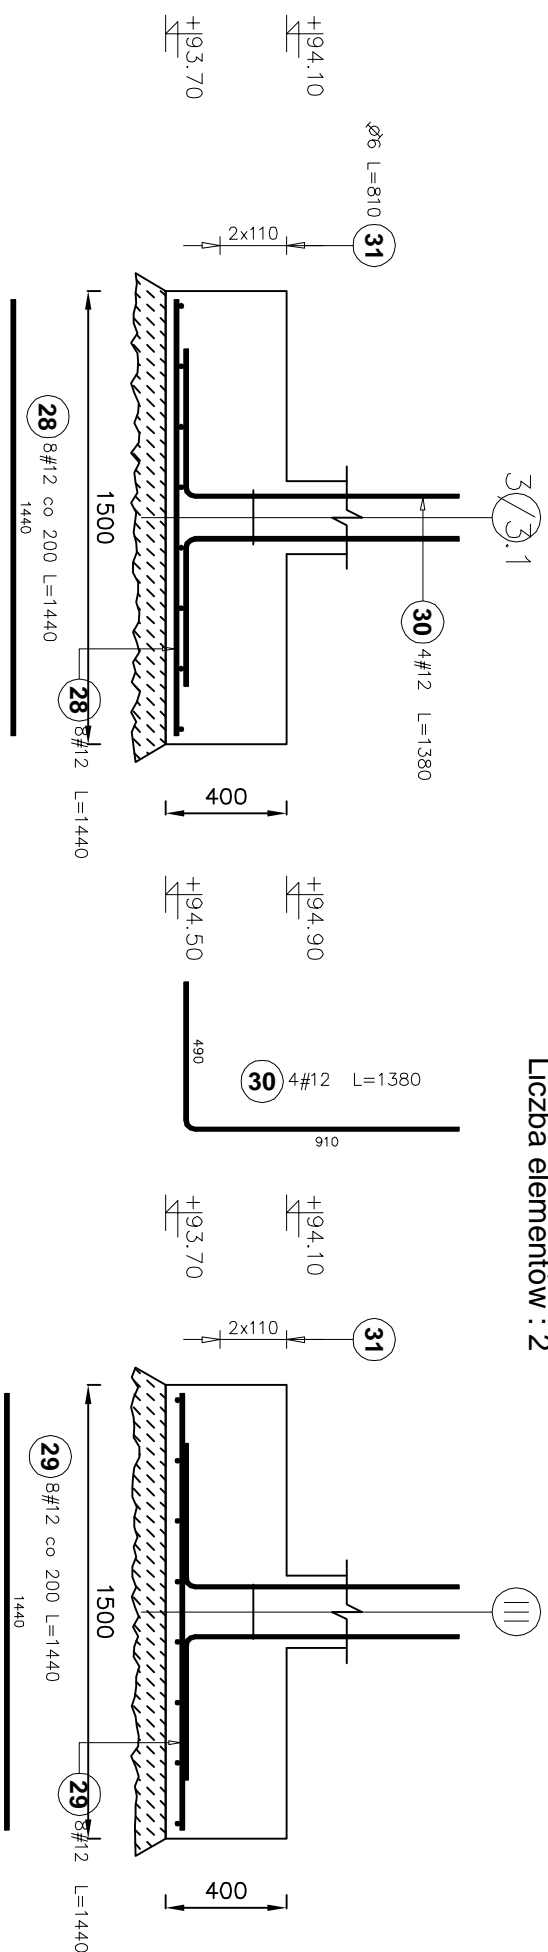 Liczba elementów : 2
3/3.1
III
30 4#12 L=1380
ø6 L=810 31
2x110
+94.10
+93.70
400
1500
28 8#12 L=1440
28 8#12 co 200 L=1440
1440
+94.90
+94.50
490
30 4#12 L=1380
910
+94.10
+93.70
31
2x110
400
1500
29 8#12 L=1440
29 8#12 co 200 L=1440
1440